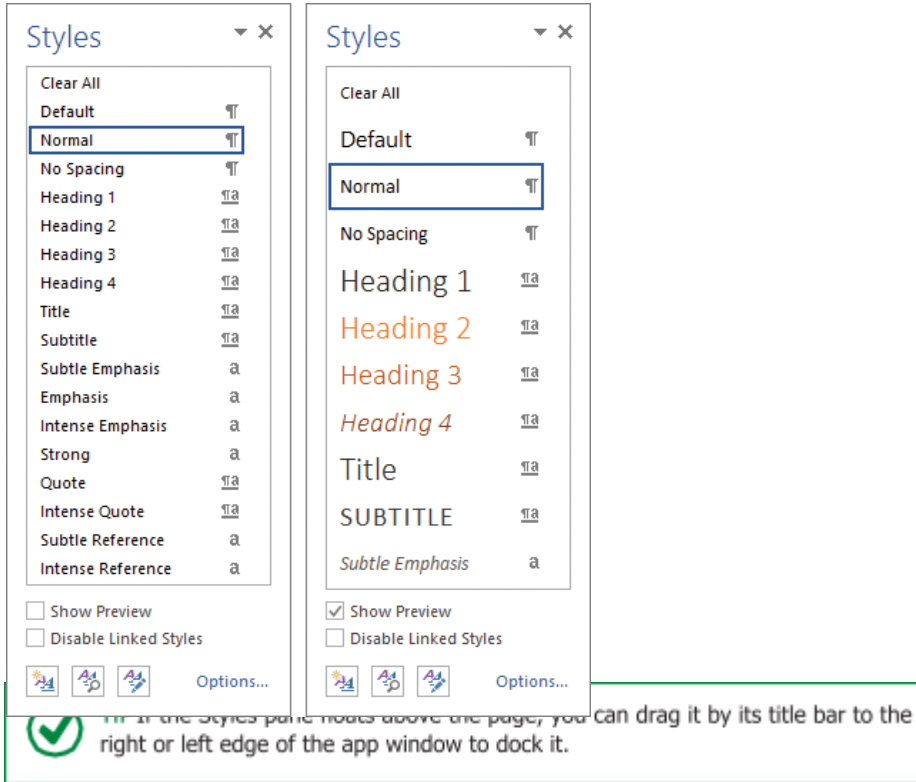 Styles
Clear All
Default
Normal
No Spacing
Heading 1
Heading 2
Heading 3
Heading 4
Title
Subtitle
Subtle Emphasis
Emphasis
Intense Emphasis
Strong
Quote
Intense Quote
Subtle Reference
Intense Reference
Show Preview
Disable Linked Styles
Options...
Styles
Clear All
Default
Normal
No Spacing
Heading 1
Heading 2
Heading 3
Heading 4
Title
SUBTITLE
Subtle Emphasis
Show Preview
Disable Linked Styles
Options...
TIP If the Styles pane floats above the page, you can drag it by its title bar to the
right or left edge of the app window to dock it.